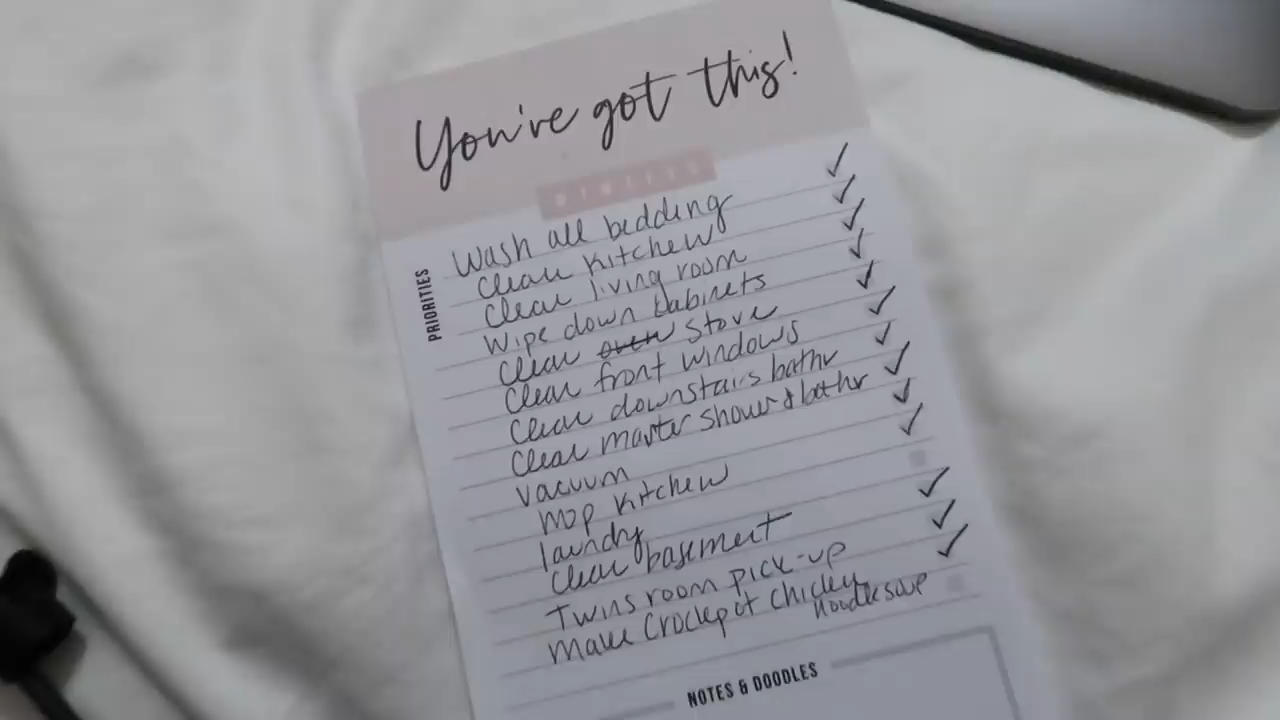 You've got this!
PRIORITIES
Wash all bedding
Clean Kitchen
Clean living room
Wipe down Cabinets
Clean oven stove
Clean front windows
Clean downstairs bathr
Clean master shower & bathr
Vacuum
mop kitchen
laundry
Clean basement
Twins room pick-up
Make Crockpot Chicken
Noodle soup
NOTES & DOODLES